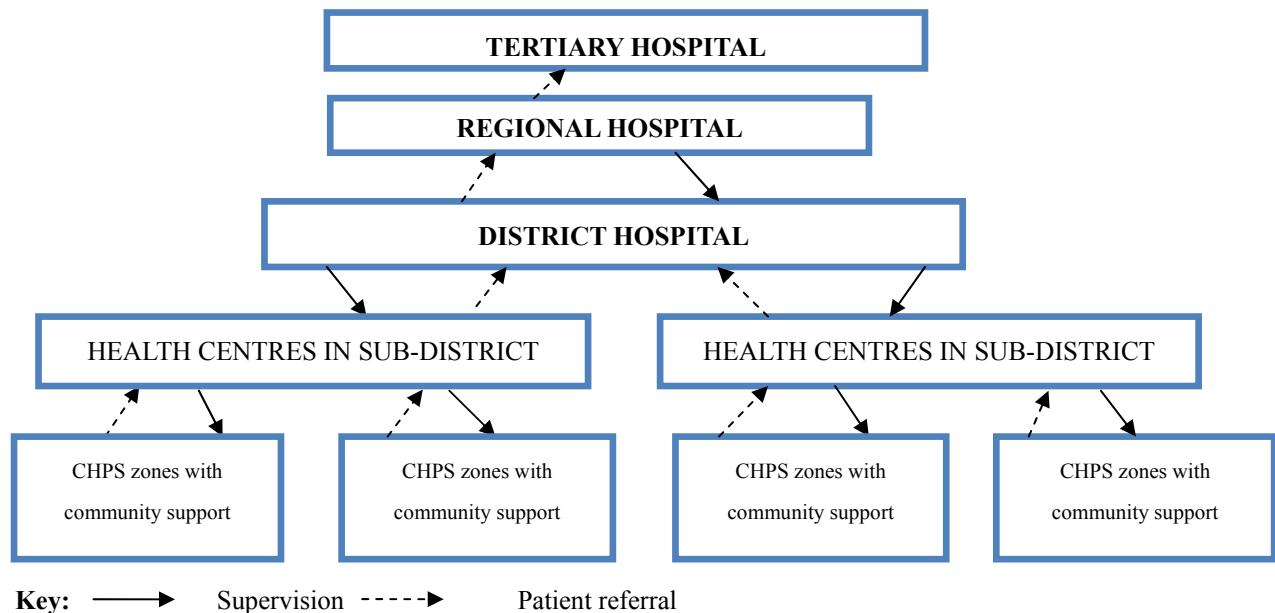 TERTIARY HOSPITAL
REGIONAL HOSPITAL
DISTRICT HOSPITAL
HEALTH CENTRES IN SUB-DISTRICT
HEALTH CENTRES IN SUB-DISTRICT
CHPS zones with
community support
CHPS zones with
community support
CHPS zones with
community support
CHPS zones with
community support
Key: Supervision Patient referral